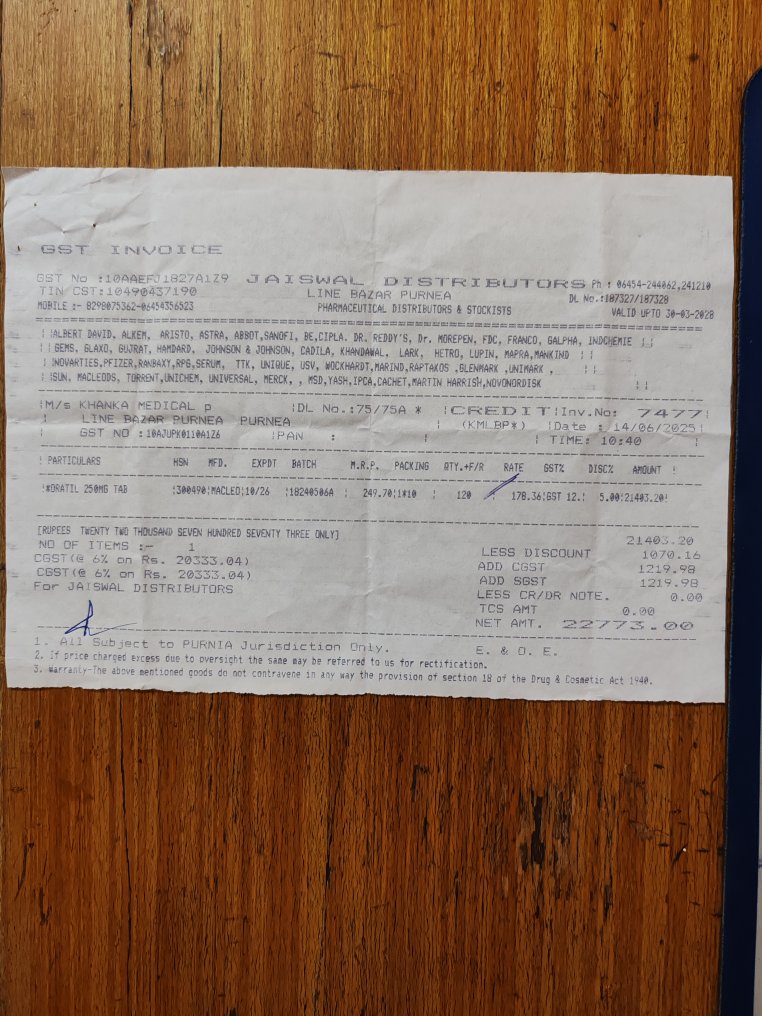 GST INVOICE
GST No :10AAEFJ1827A1Z9 JAISWAL DISTRIBUTORS Ph : 06454-244062,241210
TIN CST:10490437190 LINE BAZAR PURNEA DL No.:187327/187328
MOBILE :- 8298075362-06454356523 PHARMACEUTICAL DISTRIBUTORS & STOCKISTS VALID UPTO 30-03-2028
ALBERT DAVID, ALKEM, ARISTO, ASTRA, ABBOT,SANOFI, BE,CIPLA. DR. REDDY'S, Dr. MOREPEN, FDC, FRANCO, GALPHA, INDCHEMIE
GEMS, GLAXO, GUJRAT, HAMDARD, JOHNSON & JOHNSON, CADILA, KHANDAWAL, LARK, HETRO, LUPIN, MAPRA,MANKIND
INOVARTIES,PFIZER,RANBAXY,RPG,SERUM, TTK, UNIQUE, USV, WOCKHARDT,MARIND,RAPTAKOS ,GLENMARK ,UNIMARK ,
SUN, MACLEODS, TORRENT,UNICHEM, UNIVERSAL, MERCK, , MSD,YASH,IPCA,CACHET,MARTIN HARRISH,NOVONORDISK
M/s KHANKA MEDICAL p DL No.:75/75A * CREDIT Inv.No: 7477
LINE BAZAR PURNEA PURNEA (KMLBP*) Date : 14/06/2025
GST NO :10AJUPK0110A1Z6 PAN : TIME: 10:40
PARTICULARS HSN MFD. EXPDT BATCH M.R.P. PACKING QTY.+F/R RATE GST% DISC% AMOUNT
#ORATIL 250MG TAB 300490 MACLED 10/26 18240506A 249.70 1*10 120 178.36 GST 12. 5.00 21403.20
[RUPEES TWENTY TWO THOUSAND SEVEN HUNDRED SEVENTY THREE ONLY] 21403.20
NO OF ITEMS :- 1 LESS DISCOUNT 1070.16
CGST(@ 6% on Rs. 20333.04) ADD CGST 1219.98
CGST(@ 6% on Rs. 20333.04) ADD SGST 1219.98
For JAISWAL DISTRIBUTORS LESS CR/DR NOTE. 0.00
TCS AMT 0.00
NET AMT. 22773.00
1. All Subject to PURNIA Jurisdiction Only. E. & O. E.
2. If price charged Excess due to oversight the same may be referred to us for rectification.
3. Warranty-The above mentioned goods do not contravene in any way the provision of section 18 of the Drug & Cosmetic Act 1940.